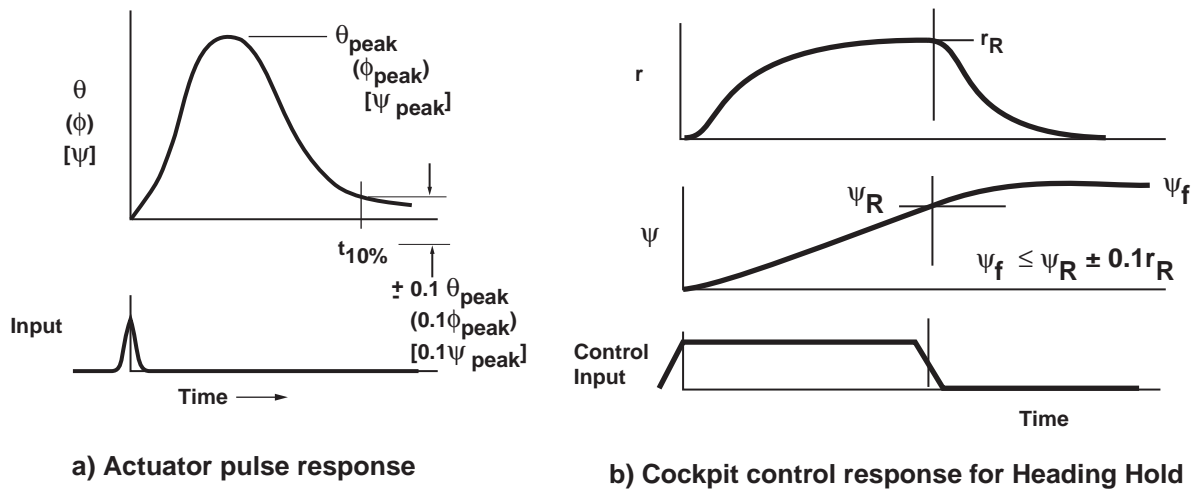 θpeak
(ϕpeak)
[ψ peak]
θ
(ϕ)
[ψ]
t10%
± 0.1 θpeak
(0.1ϕpeak)
[0.1ψ peak]
Input
Time
a) Actuator pulse response
rR
r
ψR
ψf
ψ
ψf ≤ ψR ± 0.1rR
Control
Input
Time
b) Cockpit control response for Heading Hold